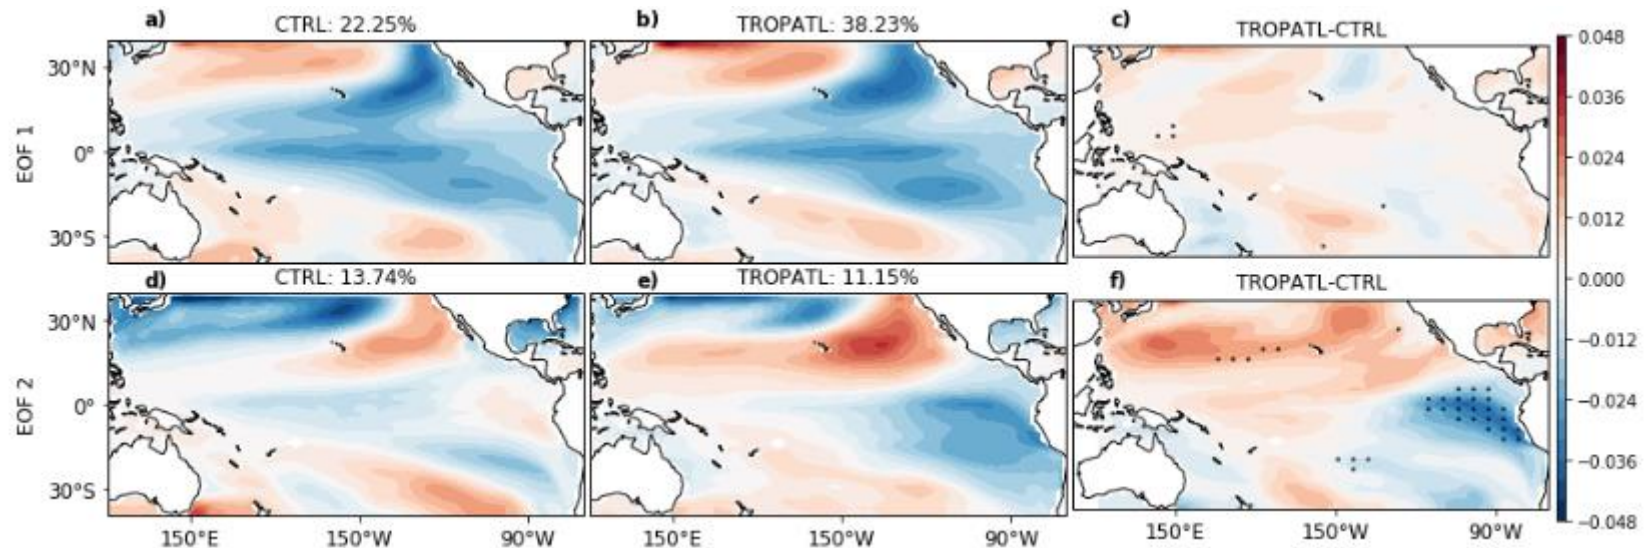 a) CTRL: 22.25%
b) TROPATL: 38.23%
c) TROPATL-CTRL
EOF 1
30°N
0°
30°S
d) CTRL: 13.74%
e) TROPATL: 11.15%
f) TROPATL-CTRL
EOF 2
30°N
0°
30°S
150°E 150°W 90°W
150°E 150°W 90°W
150°E 150°W 90°W
0.048
0.036
0.024
0.012
0.000
−0.012
−0.024
−0.036
−0.048